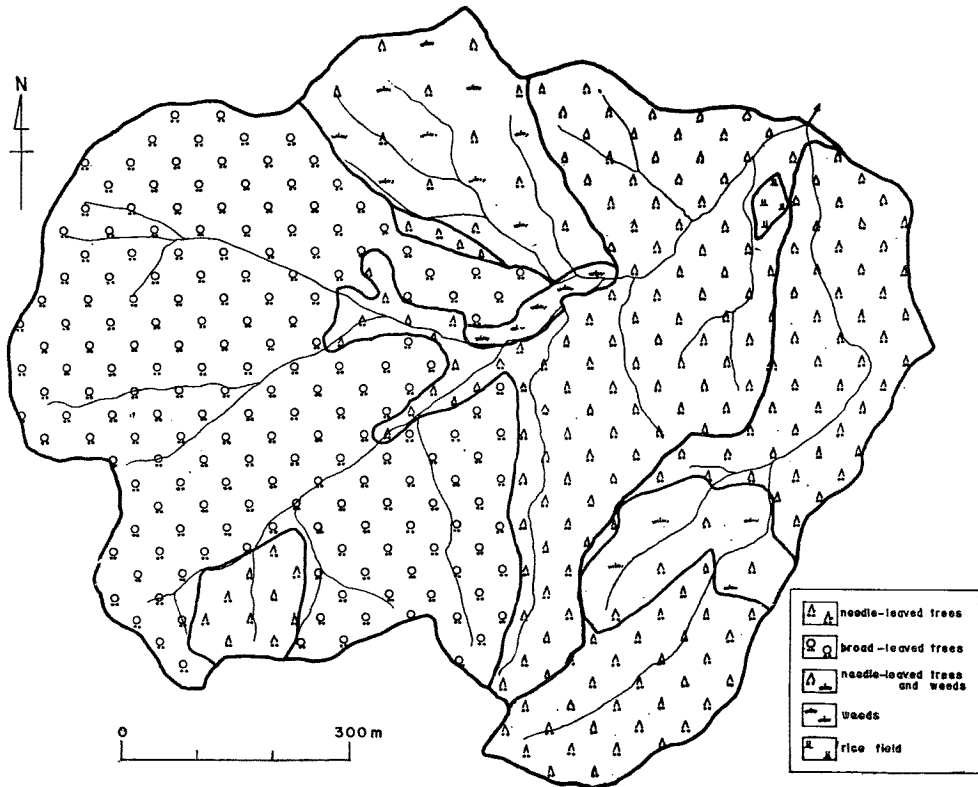 N
0
300 m
needle-leaved trees
broad-leaved trees
needle-leaved trees
and weeds
weeds
rice field